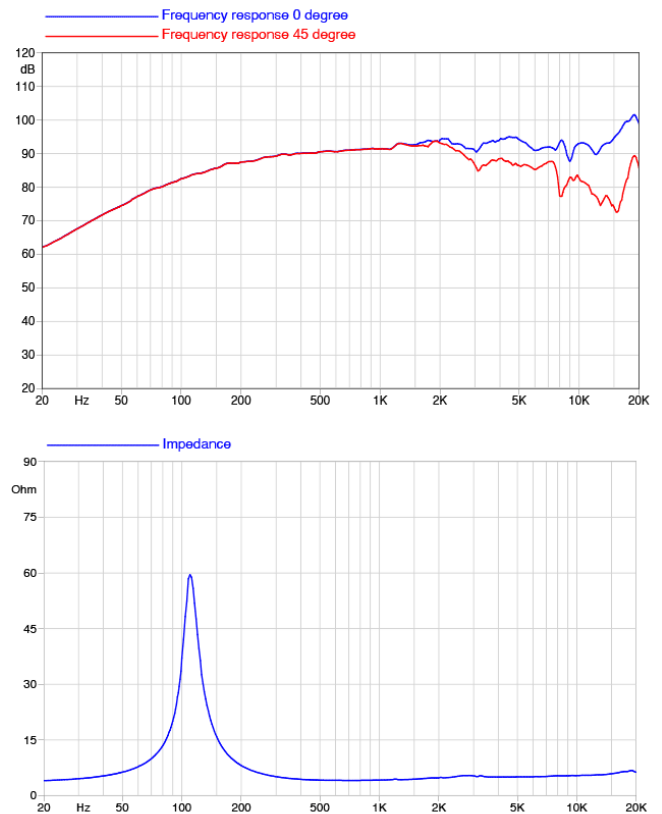 Frequency response 0 degree
Frequency response 45 degree
120
dB
110
100
90
80
70
60
50
40
30
20
20 Hz 50 100 200 500 1K 2K 5K 10K 20K
Impedance
90
Ohm
75
60
45
30
15
0
20 Hz 50 100 200 500 1K 2K 5K 10K 20K